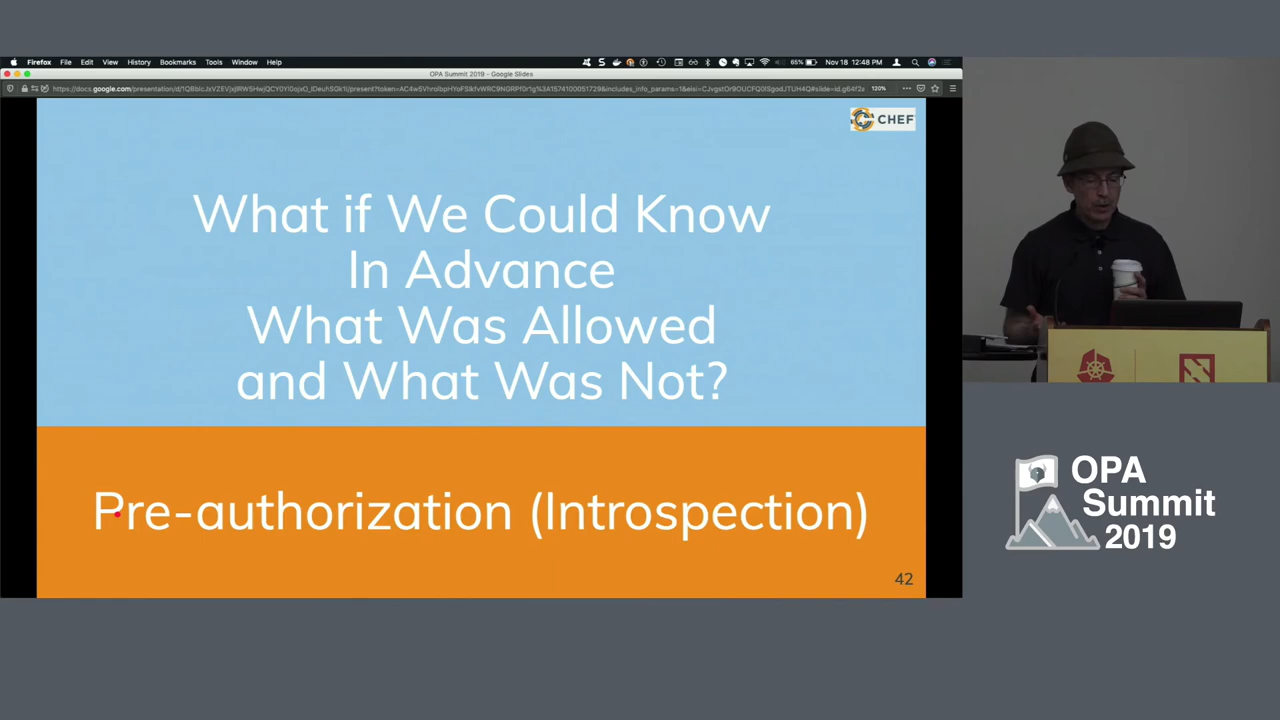 Firefox File Edit View History Bookmarks Tools Window Help
65% Nov 18 12:48 PM
OPA Summit 2019 - Google Slides
120%
CHEF
What if We Could Know
In Advance
What Was Allowed
and What Was Not?
Pre-authorization (Introspection)
42
OPA
Summit
2019